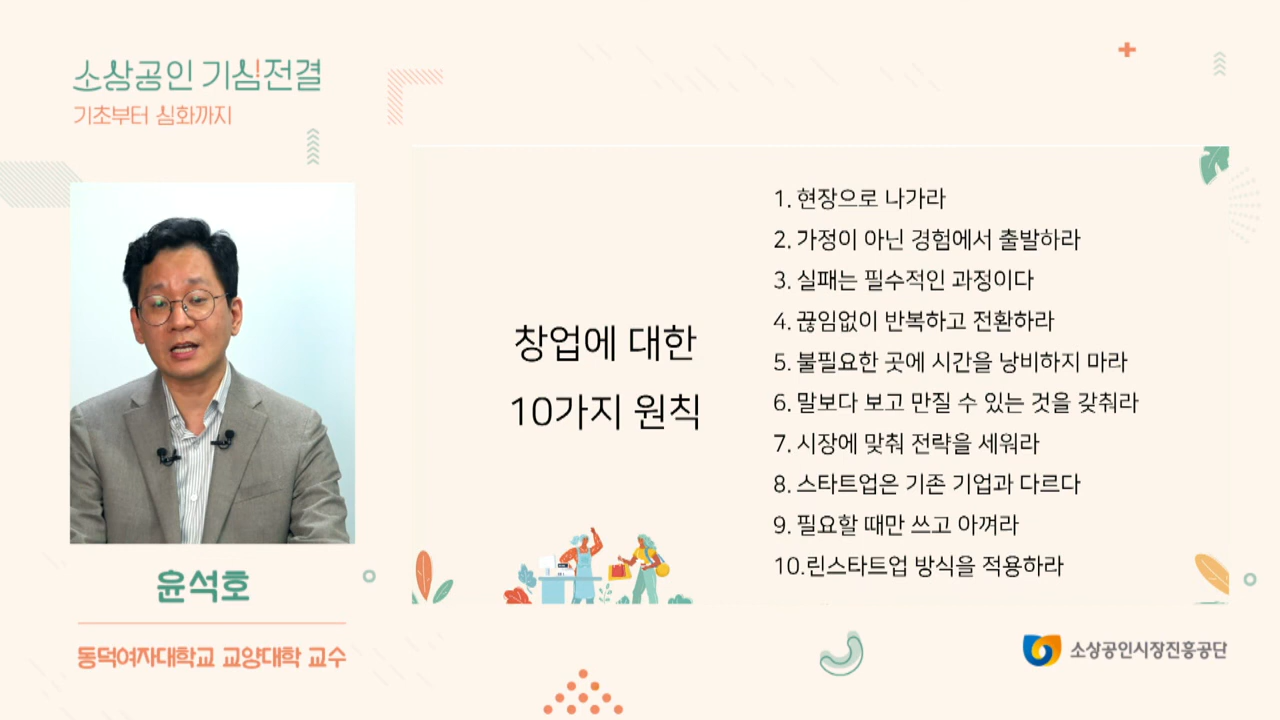 소상공인 기심전결
기초부터 심화까지
윤석호
동덕여자대학교 교양대학 교수
창업에 대한
10가지 원칙
1. 현장으로 나가라
2. 가정이 아닌 경험에서 출발하라
3. 실패는 필수적인 과정이다
4. 끊임없이 반복하고 전환하라
5. 불필요한 곳에 시간을 낭비하지 마라
6. 말보다 보고 만질 수 있는 것을 갖춰라
7. 시장에 맞춰 전략을 세워라
8. 스타트업은 기존 기업과 다르다
9. 필요할 때만 쓰고 아껴라
10.린스타트업 방식을 적용하라
소상공인시장진흥공단